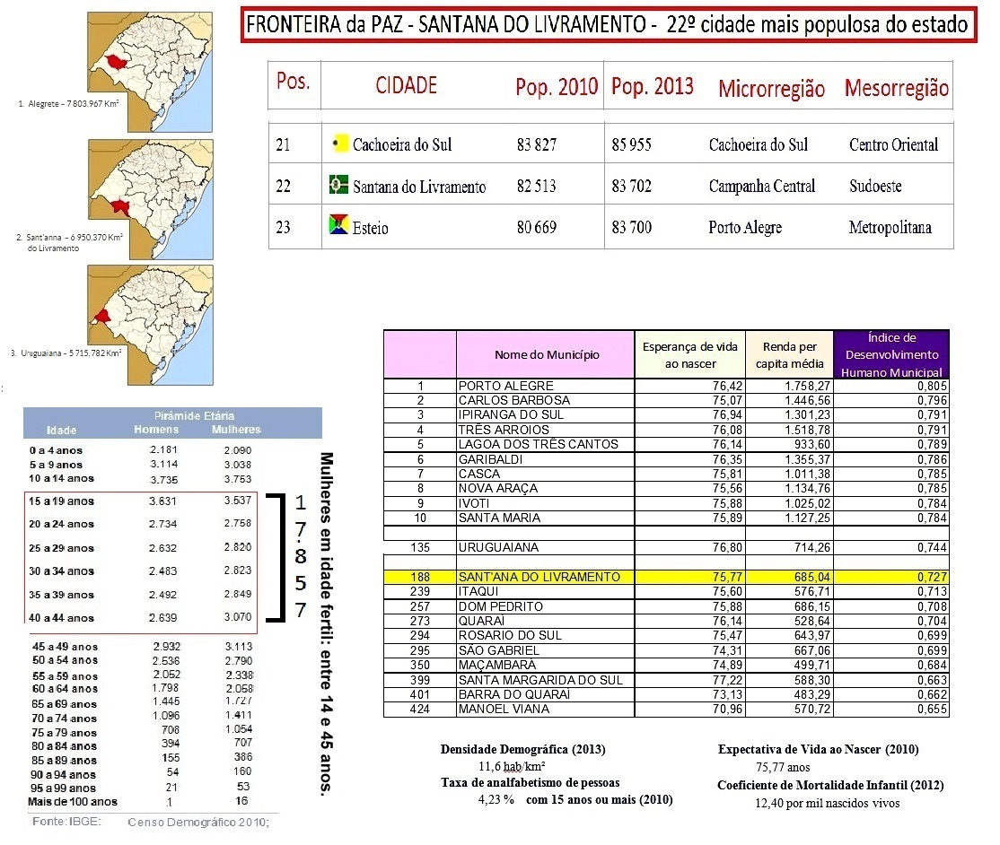 FRONTEIRA da PAZ - SANTANA DO LIVRAMENTO - 22º cidade mais populosa do estado
Pos. CIDADE Pop. 2010 Pop. 2013 Microrregião Mesorregião
21 Cachoeira do Sul 83 827 85 955 Cachoeira do Sul Centro Oriental
22 Santana do Livramento 82 513 83 702 Campanha Central Sudoeste
23 Esteio 80 669 83 700 Porto Alegre Metropolitana
1. Alegrete – 7 803,967 Km²
2. Sant'anna – 6 950,370 Km²
do Livramento
3. Uruguaiana – 5 715,782 Km²
:
Pirâmide Etária
Idade Homens Mulheres
0 a 4 anos 2.181 2.090
5 a 9 anos 3.114 3.038
10 a 14 anos 3.735 3.753
15 a 19 anos 3.631 3.537
20 a 24 anos 2.734 2.758
25 a 29 anos 2.632 2.820
30 a 34 anos 2.483 2.823
35 a 39 anos 2.492 2.849
40 a 44 anos 2.639 3.070
45 a 49 anos 2.932 3.113
50 a 54 anos 2.536 2.790
55 a 59 anos 2.052 2.338
60 a 64 anos 1.798 2.058
65 a 69 anos 1.445 1.727
70 a 74 anos 1.096 1.411
75 a 79 anos 708 1.054
80 a 84 anos 394 707
85 a 89 anos 155 386
90 a 94 anos 54 160
95 a 99 anos 21 53
Mais de 100 anos 1 16
Fonte: IBGE: Censo Demográfico 2010;
17.857
Mulheres em idade fertil: entre 14 e 45 anos.
Nome do Município Esperança de vida ao nascer Renda per capita média Índice de Desenvolvimento Humano Municipal
1 PORTO ALEGRE 76,42 1.758,27 0,805
2 CARLOS BARBOSA 75,07 1.446,56 0,796
3 IPIRANGA DO SUL 76,94 1.301,23 0,791
4 TRÊS ARROIOS 76,08 1.518,78 0,791
5 LAGOA DOS TRÊS CANTOS 76,14 933,60 0,789
6 GARIBALDI 76,35 1.355,37 0,786
7 CASCA 75,81 1.011,38 0,785
8 NOVA ARAÇA 75,56 1.134,76 0,785
9 IVOTI 75,88 1.025,02 0,784
10 SANTA MARIA 75,89 1.127,25 0,784
135 URUGUAIANA 76,80 714,26 0,744
188 SANT'ANA DO LIVRAMENTO 75,77 685,04 0,727
239 ITAQUI 75,60 576,71 0,713
257 DOM PEDRITO 75,88 686,15 0,708
273 QUARAÍ 76,14 528,64 0,704
294 ROSARIO DO SUL 75,47 643,97 0,699
295 SÃO GABRIEL 74,31 667,06 0,699
350 MAÇAMBARÁ 74,89 499,71 0,684
399 SANTA MARGARIDA DO SUL 77,22 588,30 0,663
401 BARRA DO QUARAÍ 73,13 483,29 0,662
424 MANOEL VIANA 70,96 570,72 0,655
Densidade Demográfica (2013)
11,6 hab/km²
Taxa de analfabetismo de pessoas
4,23 % com 15 anos ou mais (2010)
Expectativa de Vida ao Nascer (2010)
75,77 anos
Coeficiente de Mortalidade Infantil (2012)
12,40 por mil nascidos vivos